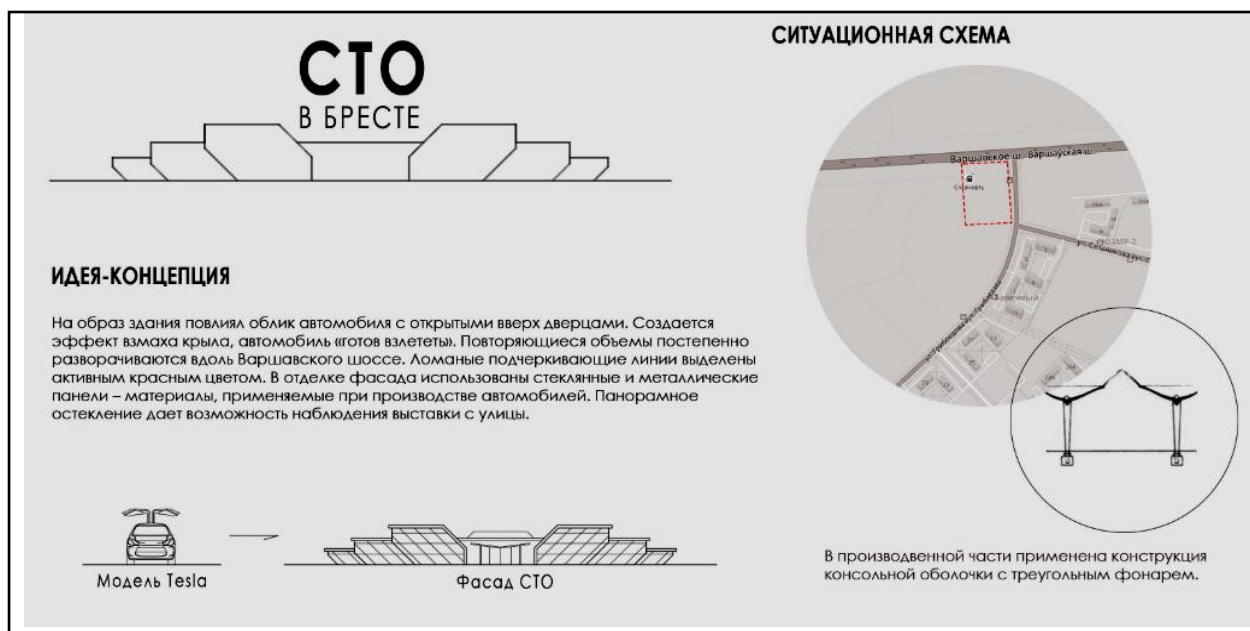 СТО
В БРЕСТЕ
СИТУАЦИОННАЯ СХЕМА
Варшавское ш. Варшаўская ш.
ИДЕЯ-КОНЦЕПЦИЯ
На образ здания повлиял облик автомобиля с открытыми вверх дверцами. Создается
эффект взмаха крыла, автомобиль «готов взлететь». Повторяющиеся объемы постепенно
разворачиваются вдоль Варшавского шоссе. Ломаные подчеркивающие линии выделены
активным красным цветом. В отделке фасада использованы стеклянные и металлические
панели – материалы, применяемые при производстве автомобилей. Панорамное
остекление дает возможность наблюдения выставки с улицы.
Модель Tesla
Фасад СТО
В производвенной части применена конструкция
консольной оболочки с треугольным фонарем.